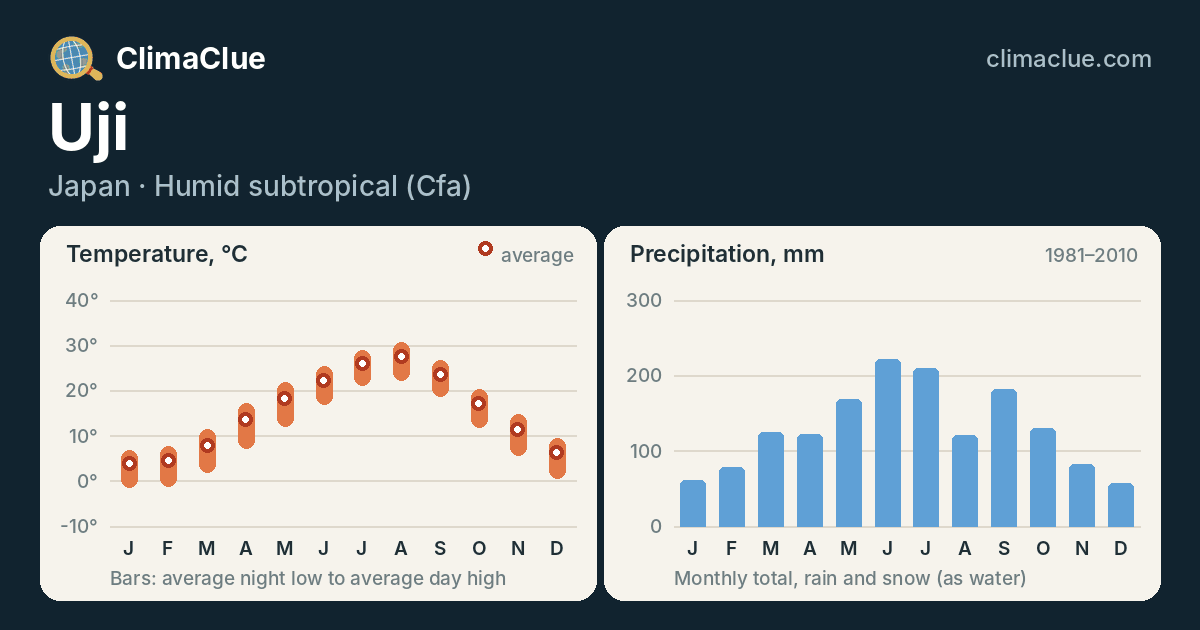 ClimaClue
climaclue.com
Uji
Japan · Humid subtropical (Cfa)
Temperature, °C
average
40°
30°
20°
10°
0°
-10°
J F M A M J J A S O N D
Bars: average night low to average day high
Precipitation, mm
1981–2010
300
200
100
0
J F M A M J J A S O N D
Monthly total, rain and snow (as water)